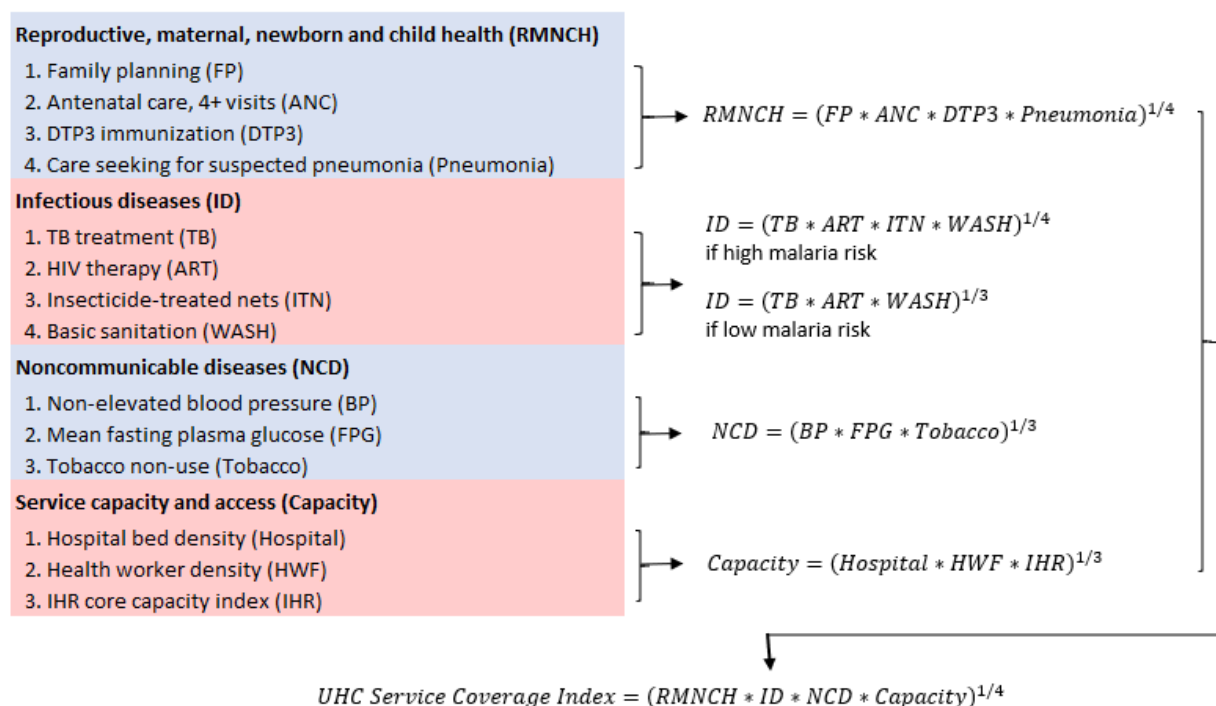 Reproductive, maternal, newborn and child health (RMNCH)
1. Family planning (FP)
2. Antenatal care, 4+ visits (ANC)
3. DTP3 immunization (DTP3)
4. Care seeking for suspected pneumonia (Pneumonia)
RMNCH = (FP * ANC * DTP3 * Pneumonia)^{1/4}
Infectious diseases (ID)
1. TB treatment (TB)
2. HIV therapy (ART)
3. Insecticide-treated nets (ITN)
4. Basic sanitation (WASH)
ID = (TB * ART * ITN * WASH)^{1/4}
if high malaria risk
ID = (TB * ART * WASH)^{1/3}
if low malaria risk
Noncommunicable diseases (NCD)
1. Non-elevated blood pressure (BP)
2. Mean fasting plasma glucose (FPG)
3. Tobacco non-use (Tobacco)
NCD = (BP * FPG * Tobacco)^{1/3}
Service capacity and access (Capacity)
1. Hospital bed density (Hospital)
2. Health worker density (HWF)
3. IHR core capacity index (IHR)
Capacity = (Hospital * HWF * IHR)^{1/3}
UHC Service Coverage Index = (RMNCH * ID * NCD * Capacity)^{1/4}